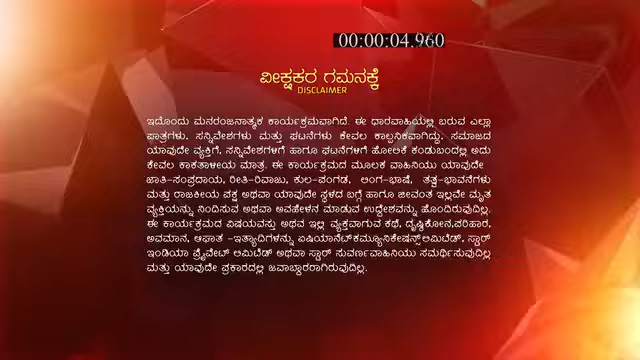 00:00:04.960
ವೀಕ್ಷಕರ ಗಮನಕ್ಕೆ
DISCLAIMER
ಇದೊಂದು ಮನರಂಜನಾತ್ಮಕ ಕಾರ್ಯಕ್ರಮವಾಗಿದೆ. ಈ ಧಾರವಾಹಿಯಲ್ಲಿ ಬರುವ ಎಲ್ಲಾ
ಪಾತ್ರಗಳು, ಸನ್ನಿವೇಶಗಳು ಮತ್ತು ಘಟನೆಗಳು ಕೇವಲ ಕಾಲ್ಪನಿಕವಾಗಿದ್ದು, ಸಮಾಜದ
ಯಾವುದೇ ವ್ಯಕ್ತಿಗೆ, ಸನ್ನಿವೇಶಗಳಿಗೆ ಹಾಗೂ ಘಟನೆಗಳಿಗೆ ಹೋಲಿಕೆ ಕಂಡುಬಂದಲ್ಲಿ ಅದು
ಕೇವಲ ಕಾಕತಾಳೀಯ ಮಾತ್ರ. ಈ ಕಾರ್ಯಕ್ರಮದ ಮೂಲಕ ವಾಹಿನಿಯು ಯಾವುದೇ
ಜಾತಿ-ಸಂಪ್ರದಾಯ, ರೀತಿ-ರಿವಾಜು, ಕುಲ-ಪಂಗಡ, ಲಿಂಗ-ಭಾಷೆ, ತತ್ವ-ಭಾವನೆಗಳು
ಮತ್ತು ರಾಜಕೀಯ ಪಕ್ಷ ಅಥವಾ ಯಾವುದೇ ಸ್ಥಳದ ಬಗ್ಗೆ ಹಾಗೂ ಜೀವಂತ ಇಲ್ಲವೇ ಮೃತ
ವ್ಯಕ್ತಿಯನ್ನು ನಿಂದಿಸುವ ಅಥವಾ ಅವಹೇಳನ ಮಾಡುವ ಉದ್ದೇಶವನ್ನು ಹೊಂದಿರುವುದಿಲ್ಲ.
ಈ ಕಾರ್ಯಕ್ರಮದ ವಿಷಯವಸ್ತು ಅಥವ ಇಲ್ಲಿ ವ್ಯಕ್ತವಾಗುವ ಕಥೆ, ದೃಷ್ಟಿಕೋನ,ಪರಿಹಾರ,
ಅವಮಾನ, ಆಘಾತ -ಇತ್ಯಾದಿಗಳನ್ನು ಏಷಿಯಾನೆಟ್‌ಕಮ್ಯೂನಿಕೇಷನ್ಸ್ ಲಿಮಿಟೆಡ್, ಸ್ಟಾರ್
ಇಂಡಿಯಾ ಪ್ರೈವೇಟ್ ಲಿಮಿಟೆಡ್ ಅಥವಾ ಸ್ಟಾರ್ ಸುವರ್ಣವಾಹಿನಿಯು ಸಮರ್ಥಿಸುವುದಿಲ್ಲ
ಮತ್ತು ಯಾವುದೇ ಪ್ರಕಾರದಲ್ಲಿ ಜವಾಬ್ದಾರರಾಗಿರುವುದಿಲ್ಲ.